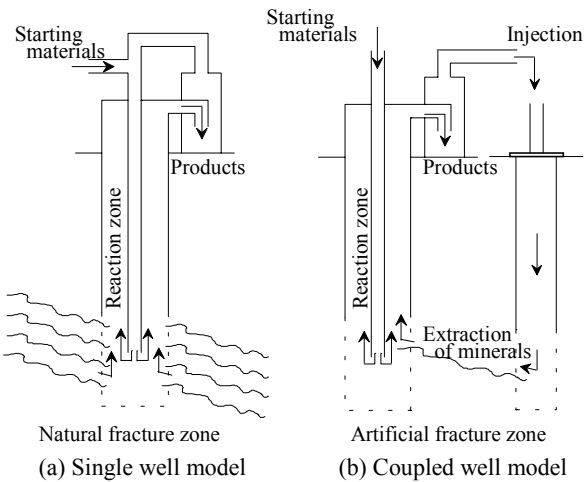 Starting
materials
Products
Reaction zone
Natural fracture zone
(a) Single well model
Starting
materials
Injection
Products
Reaction zone
Extraction
of minerals
Artificial fracture zone
(b) Coupled well model